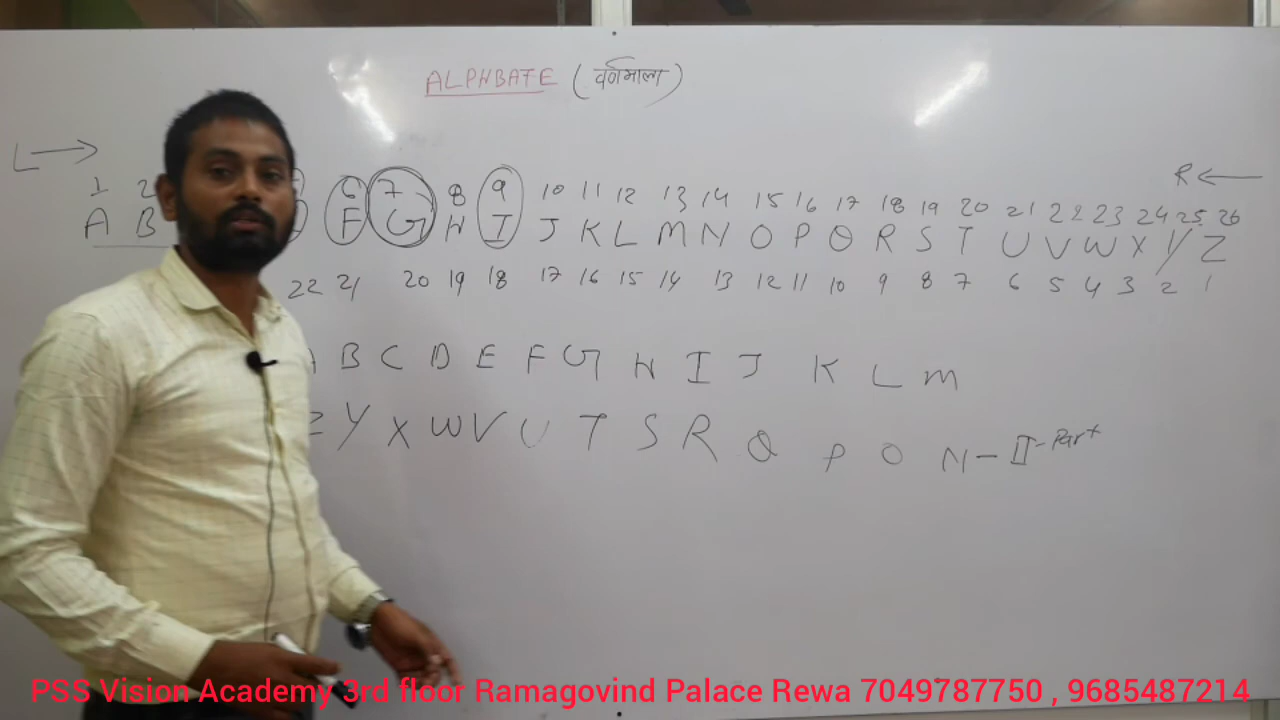 ALPHBATE (वर्णमाला)
L → R ←
1 2 6 7 8 9 10 11 12 13 14 15 16 17 18 19 20 21 22 23 24 25 26
A B F G H I J K L M N O P Q R S T U V W X Y Z
22 21 20 19 18 17 16 15 14 13 12 11 10 9 8 7 6 5 4 3 2 1
B C D E F G H I J K L M
Z Y X W V U T S R Q P O N - II - Part
PSS Vision Academy 3rd floor Ramagovind Palace Rewa 7049787750 , 9685487214